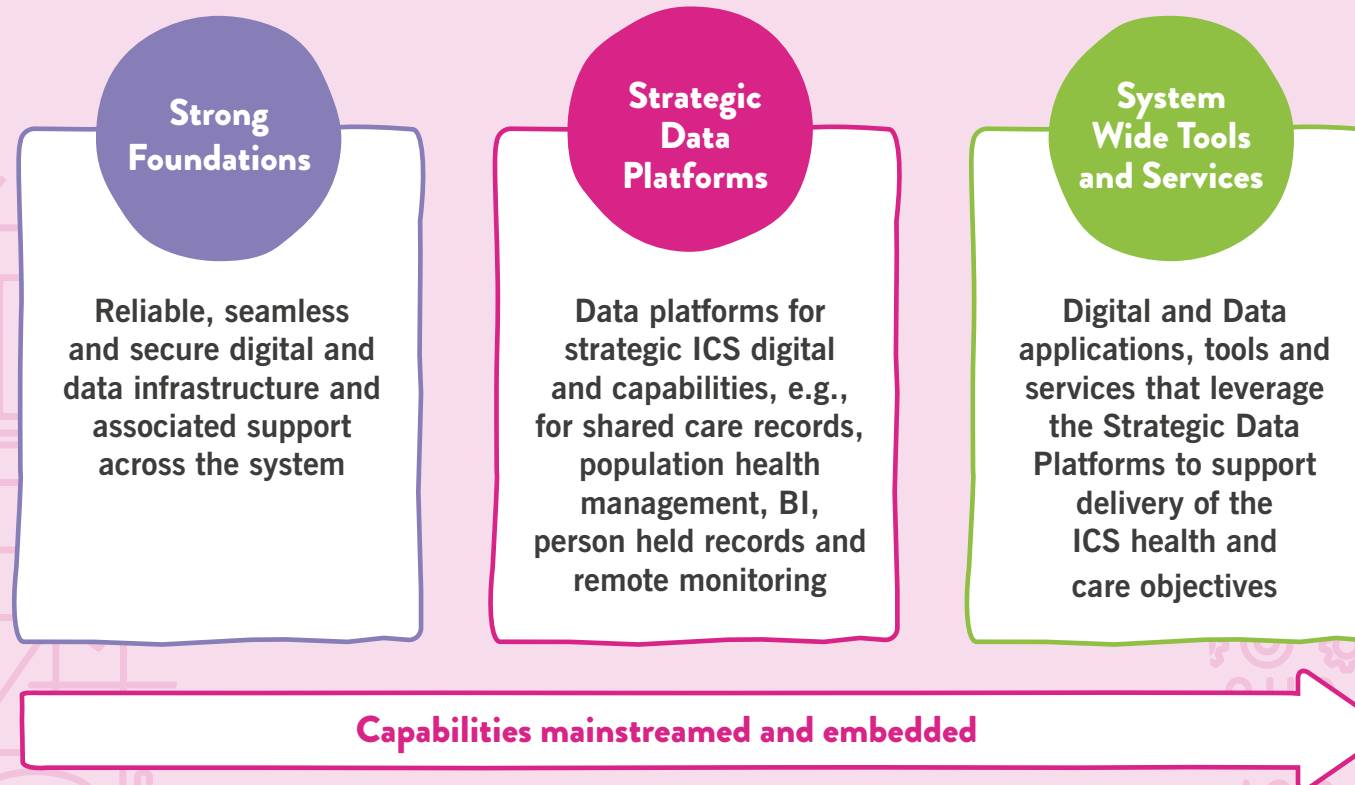 Strong
Foundations
Reliable, seamless
and secure digital and
data infrastructure and
associated support
across the system
Strategic
Data
Platforms
Data platforms for
strategic ICS digital
and capabilities, e.g.,
for shared care records,
population health
management, BI,
person held records and
remote monitoring
System
Wide Tools
and Services
Digital and Data
applications, tools and
services that leverage
the Strategic Data
Platforms to support
delivery of the
ICS health and
care objectives
Capabilities mainstreamed and embedded